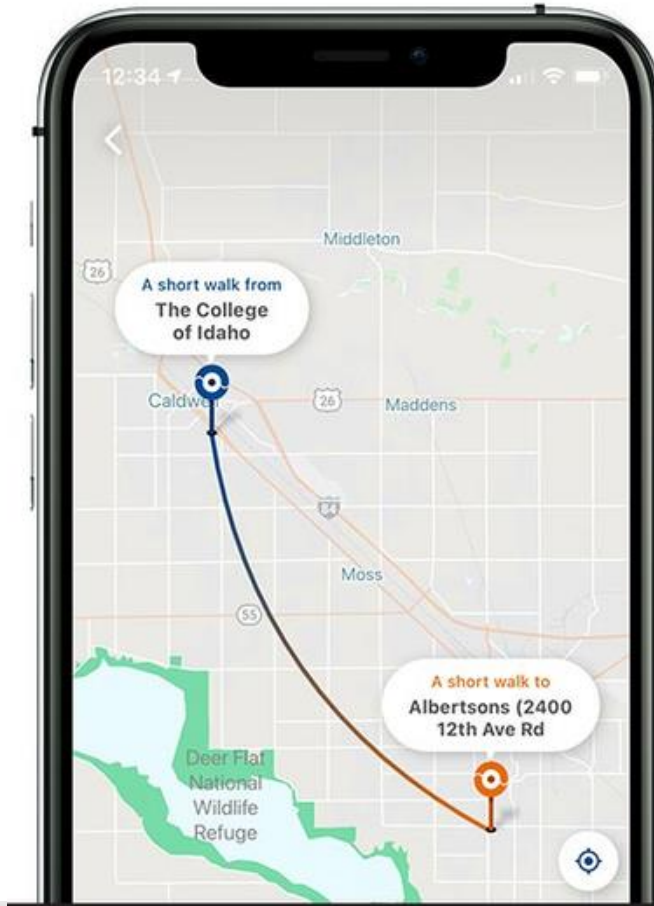 12:34
Middleton
26
A short walk from
The College
of Idaho
Caldwell
26
Maddens
84
Moss
55
A short walk to
Albertsons (2400
12th Ave Rd
Deer Flat
National
Wildlife
Refuge